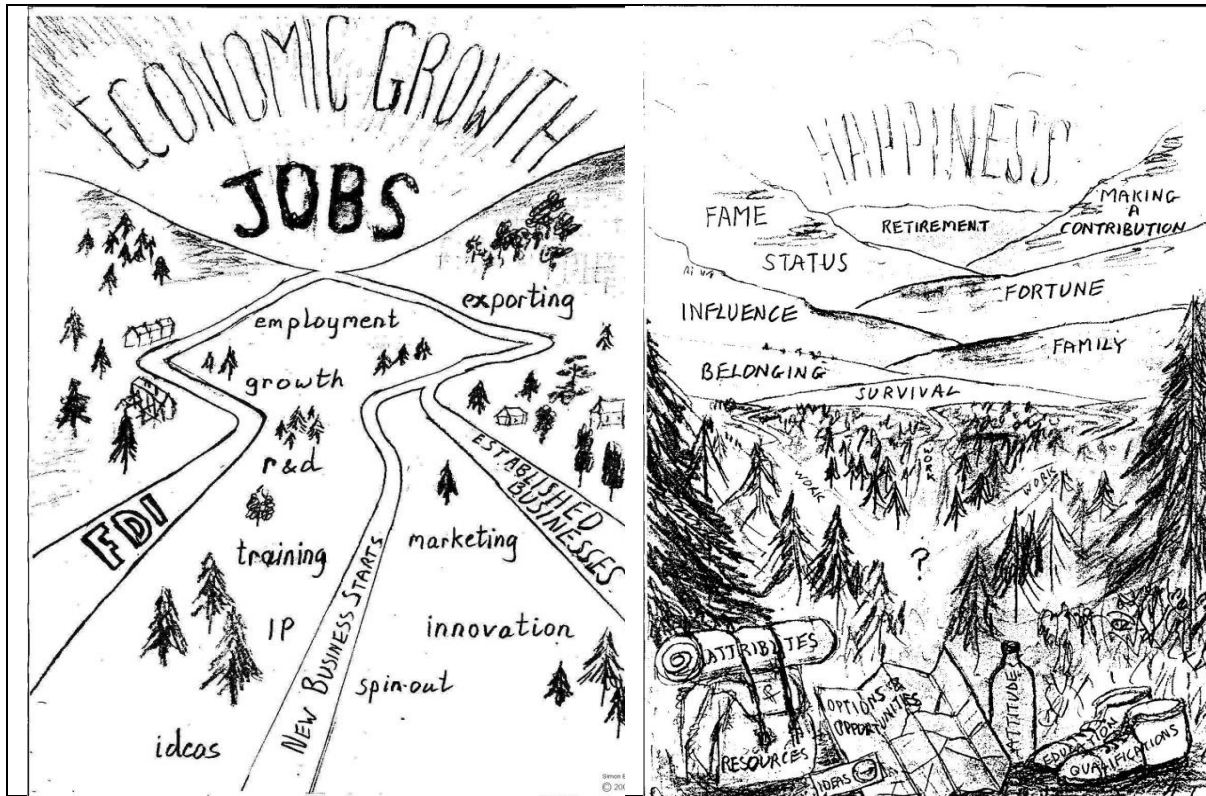 ECONOMIC GROWTH
JOBS
exporting
employment
growth
r&d
ESTABLISHED
BUSINESSES
FDI
training
marketing
IP
NEW BUSINESS STARTS
innovation
spin-out
ideas
Simon
©
HAPPINESS
FAME
RETIREMENT
MAKING
A
CONTRIBUTION
STATUS
FORTUNE
INFLUENCE
FAMILY
BELONGING
SURVIVAL
WORK
WORK
WORK
?
ATTRIBUTES
&
OPTIONS &
OPPORTUNITIES
ATTITUDE
EDUCATION
QUALIFICATIONS
RESOURCES
IDEAS